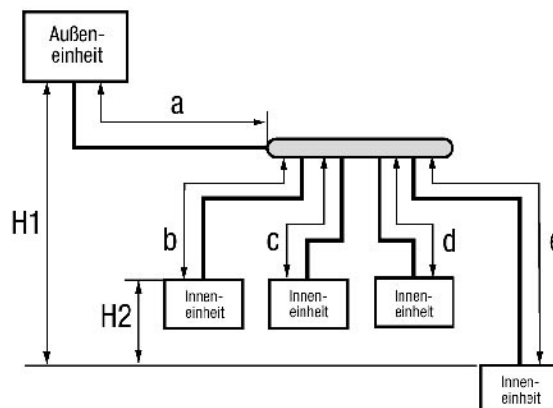 Außen-
einheit
a
H1
b
c
d
e
H2
Innen-
einheit
Innen-
einheit
Innen-
einheit
Innen-
einheit